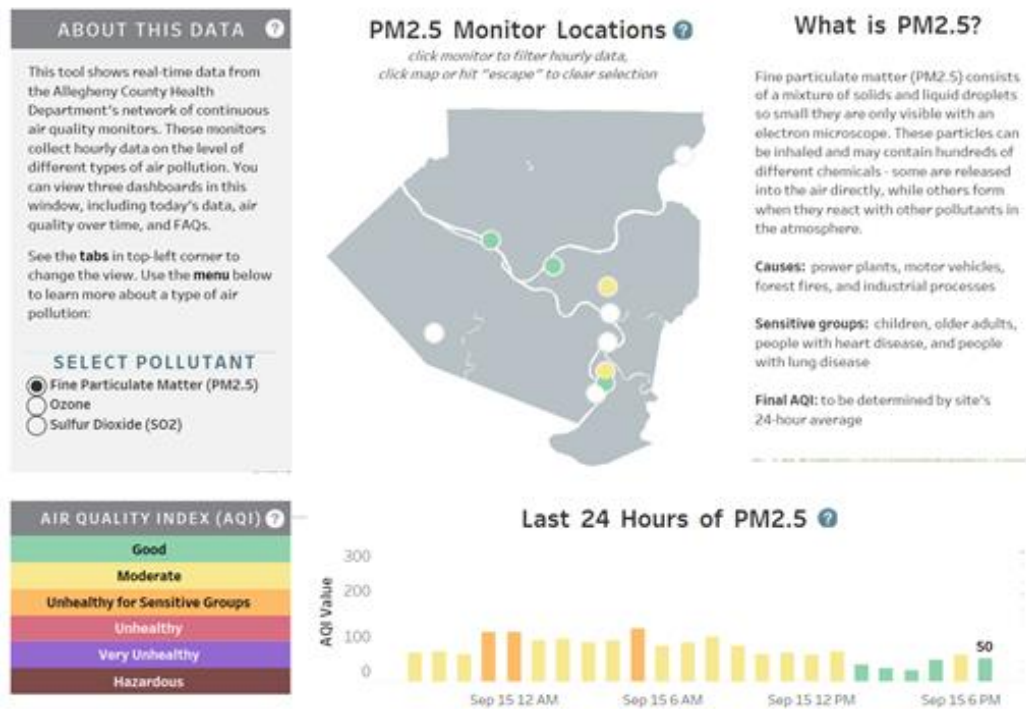 ABOUT THIS DATA ?
This tool shows real-time data from
the Allegheny County Health
Department's network of continuous
air quality monitors. These monitors
collect hourly data on the level of
different types of air pollution. You
can view three dashboards in this
window, including today's data, air
quality over time, and FAQs.
See the tabs in top-left corner to
change the view. Use the menu below
to learn more about a type of air
pollution:
SELECT POLLUTANT
Fine Particulate Matter (PM2.5)
Ozone
Sulfur Dioxide (SO2)
PM2.5 Monitor Locations ?
click monitor to filter hourly data,
click map or hit "escape" to clear selection
What is PM2.5?
Fine particulate matter (PM2.5) consists
of a mixture of solids and liquid droplets
so small they are only visible with an
electron microscope. These particles can
be inhaled and may contain hundreds of
different chemicals - some are released
into the air directly, while others form
when they react with other pollutants in
the atmosphere.
Causes: power plants, motor vehicles,
forest fires, and industrial processes
Sensitive groups: children, older adults,
people with heart disease, and people
with lung disease
Final AQI: to be determined by site's
24-hour average
AIR QUALITY INDEX (AQI) ?
Good
Moderate
Unhealthy for Sensitive Groups
Unhealthy
Very Unhealthy
Hazardous
Last 24 Hours of PM2.5 ?
AQI Value
300
200
100
0
50
Sep 15 12 AM
Sep 15 6 AM
Sep 15 12 PM
Sep 15 6 PM